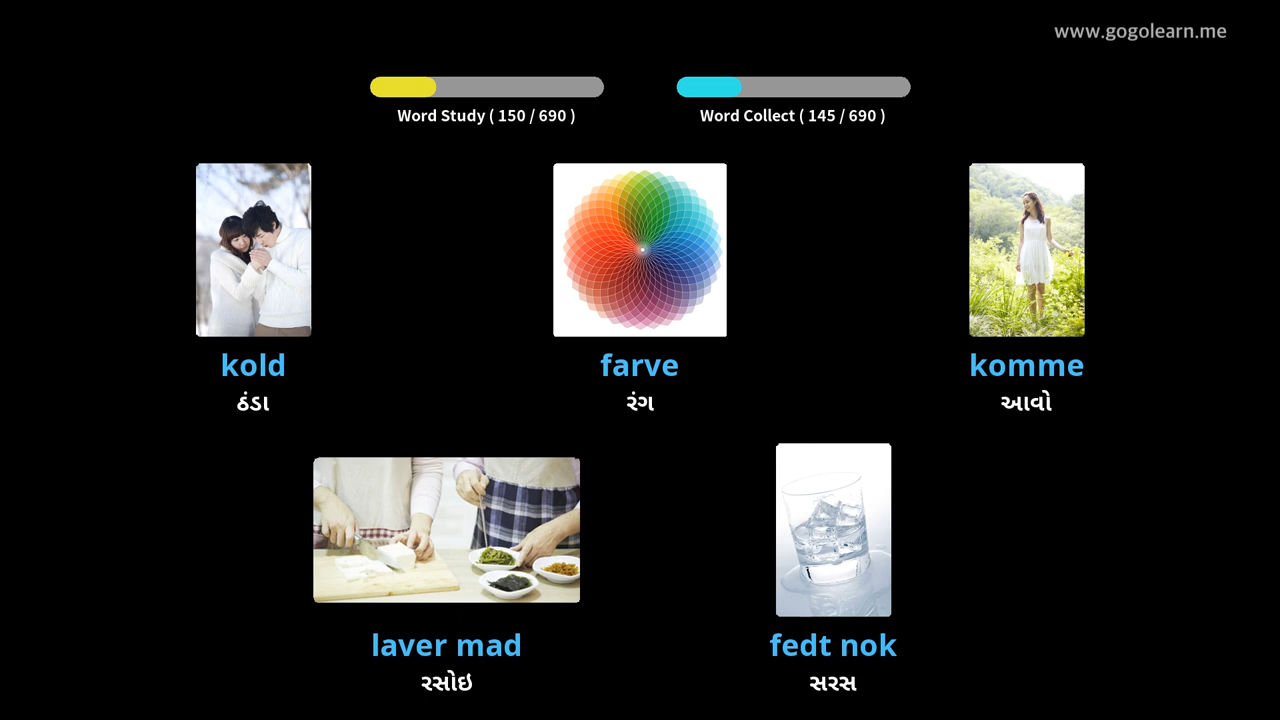 www.gogolearn.me
Word Study ( 150 / 690 )
Word Collect ( 145 / 690 )
kold
ઠંડા
farve
રંગ
komme
આવો
laver mad
રસોઇ
fedt nok
સરસ